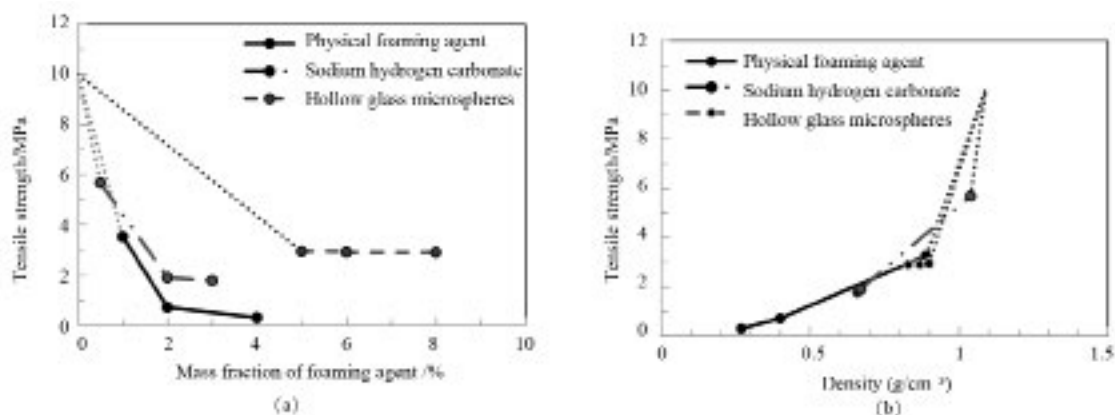 12
10
8
6
4
2
0
Tensile strength/MPa
Physical foaming agent
Sodium hydrogen carbonate
Hollow glass microspheres
0 2 4 6 8 10
Mass fraction of foaming agent /%
(a)
12
10
8
6
4
2
0
Tensile strength/MPa
Physical foaming agent
Sodium hydrogen carbonate
Hollow glass microspheres
0 0.5 1 1.5
Density (g/cm⁻³)
(b)